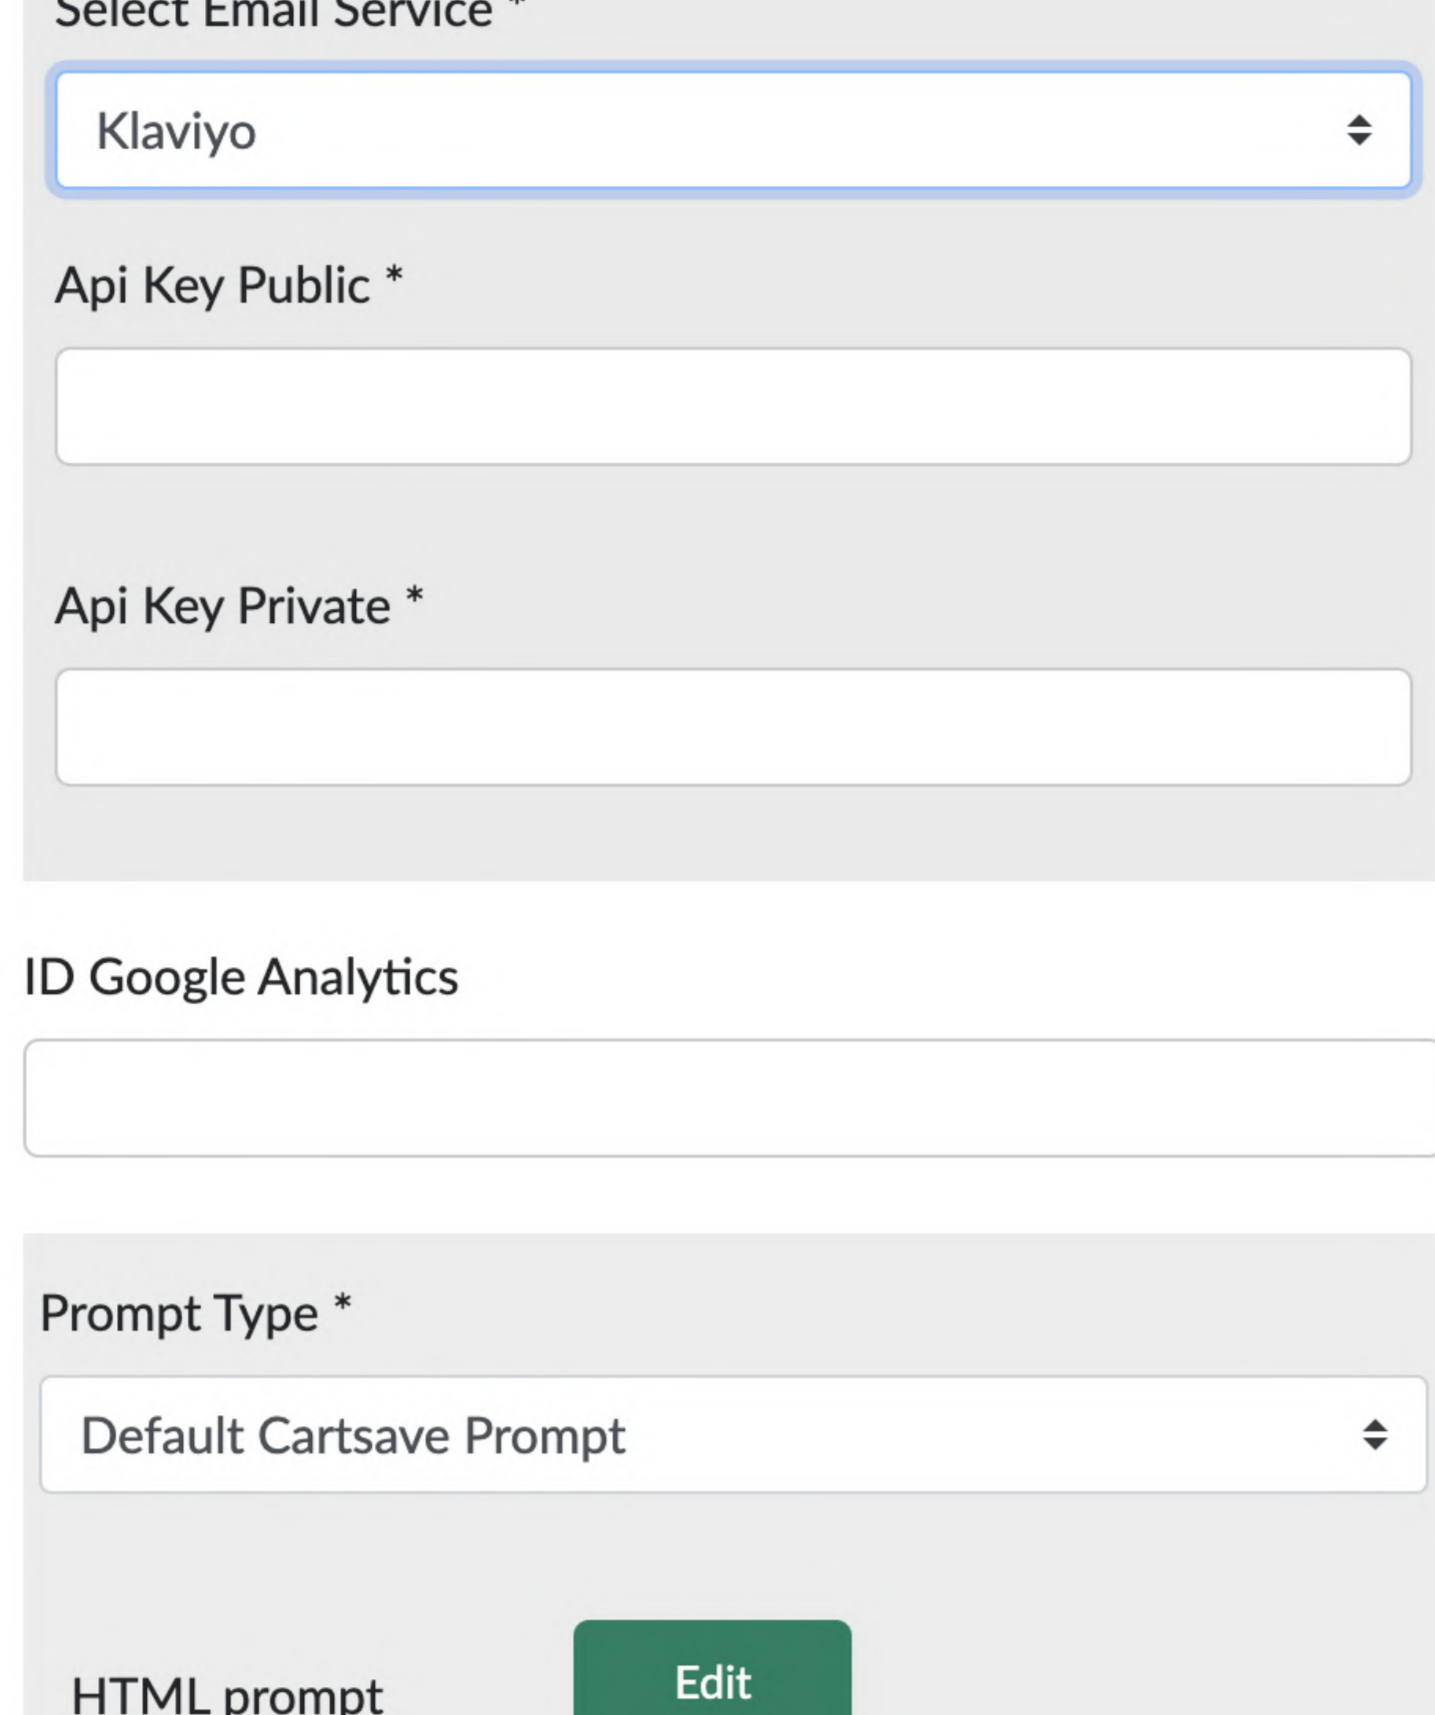 Select Email Service *
Klaviyo
Api Key Public *
Api Key Private *
ID Google Analytics
Prompt Type *
Default Cartsave Prompt
HTML prompt
Edit